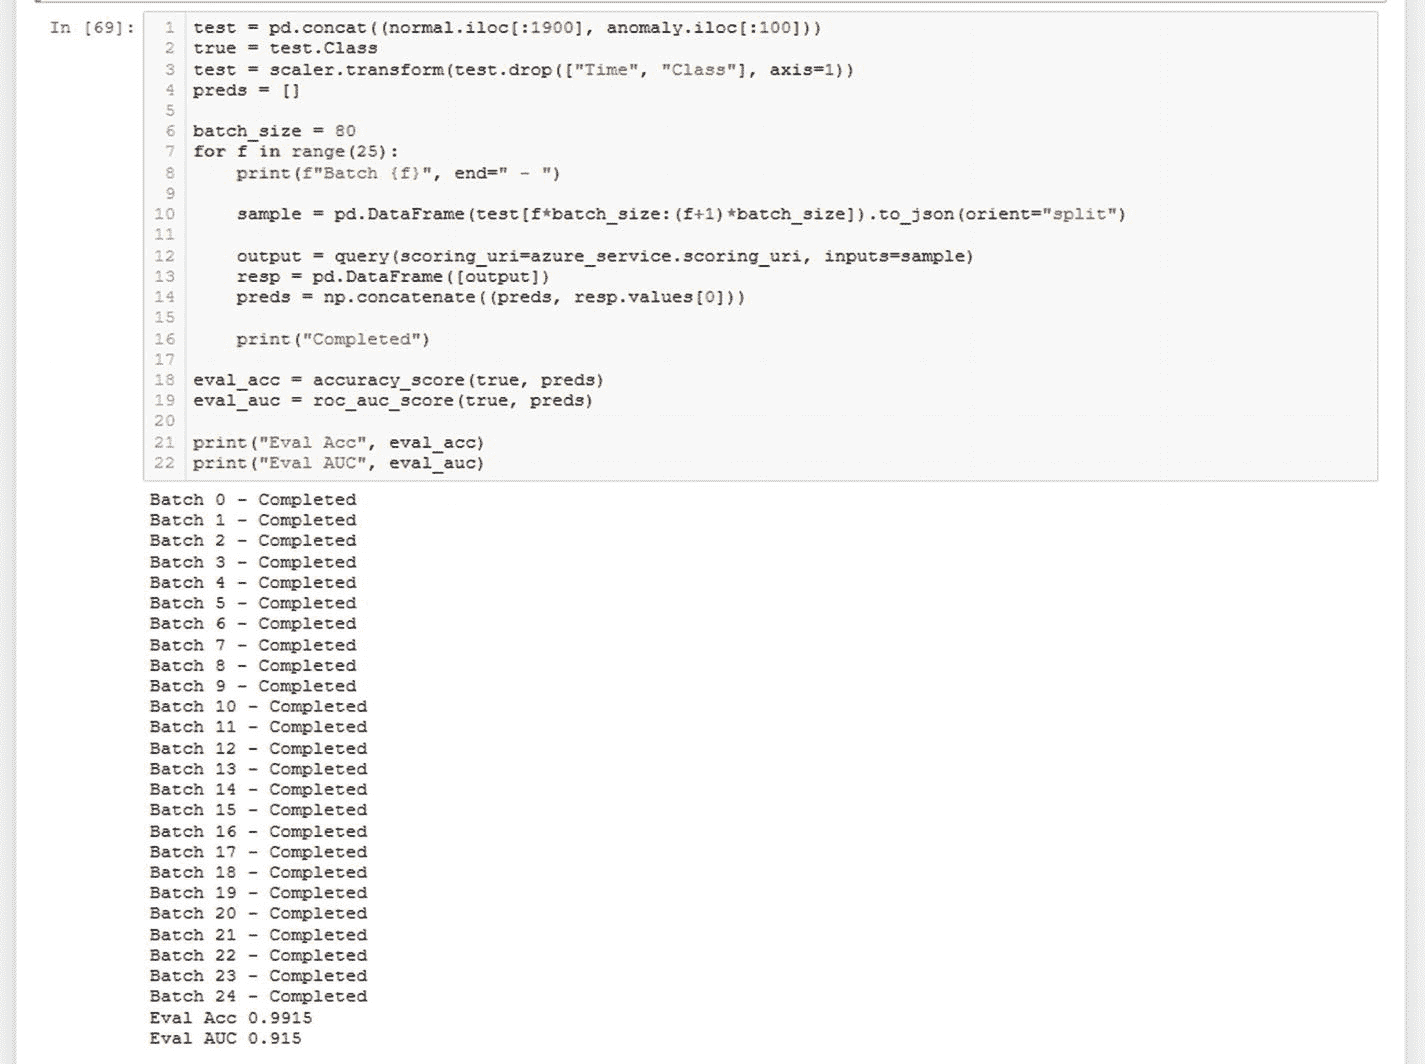 In [69]:
1 test = pd.concat((normal.iloc[:1900], anomaly.iloc[:100]))
2 true = test.Class
3 test = scaler.transform(test.drop(["Time", "Class"], axis=1))
4 preds = []
5
6 batch_size = 80
7 for f in range(25):
8     print(f"Batch {f}", end=" - ")
9
10     sample = pd.DataFrame(test[f*batch_size:(f+1)*batch_size]).to_json(orient="split")
11
12     output = query(scoring_uri=azure_service.scoring_uri, inputs=sample)
13     resp = pd.DataFrame([output])
14     preds = np.concatenate((preds, resp.values[0]))
15
16     print("Completed")
17
18 eval_acc = accuracy_score(true, preds)
19 eval_auc = roc_auc_score(true, preds)
20
21 print("Eval Acc", eval_acc)
22 print("Eval AUC", eval_auc)
Batch 0 - Completed
Batch 1 - Completed
Batch 2 - Completed
Batch 3 - Completed
Batch 4 - Completed
Batch 5 - Completed
Batch 6 - Completed
Batch 7 - Completed
Batch 8 - Completed
Batch 9 - Completed
Batch 10 - Completed
Batch 11 - Completed
Batch 12 - Completed
Batch 13 - Completed
Batch 14 - Completed
Batch 15 - Completed
Batch 16 - Completed
Batch 17 - Completed
Batch 18 - Completed
Batch 19 - Completed
Batch 20 - Completed
Batch 21 - Completed
Batch 22 - Completed
Batch 23 - Completed
Batch 24 - Completed
Eval Acc 0.9915
Eval AUC 0.915